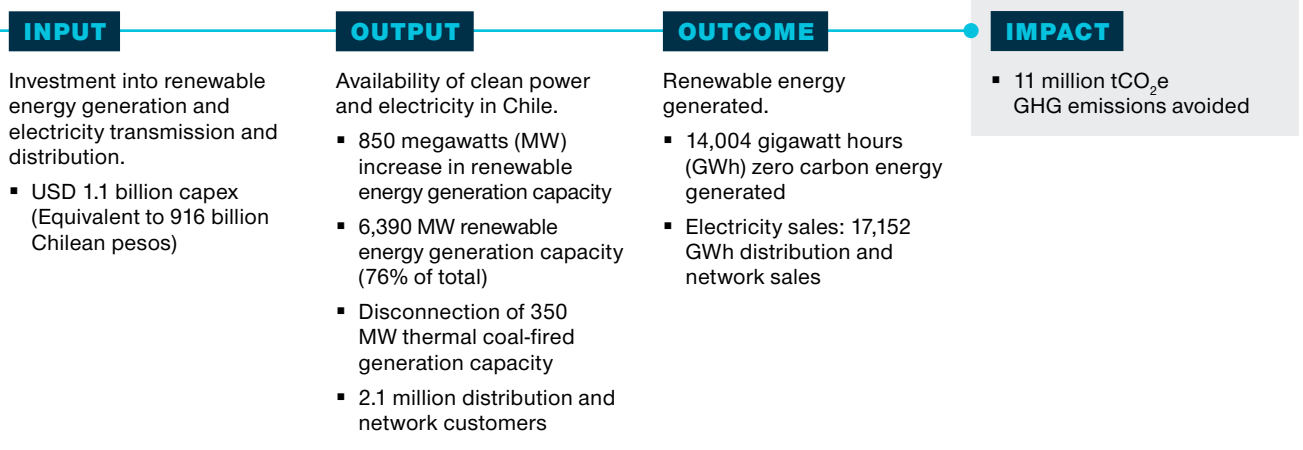 INPUT
Investment into renewable
energy generation and
electricity transmission and
distribution.
▪ USD 1.1 billion capex
(Equivalent to 916 billion
Chilean pesos)
OUTPUT
Availability of clean power
and electricity in Chile.
▪ 850 megawatts (MW)
increase in renewable
energy generation capacity
▪ 6,390 MW renewable
energy generation capacity
(76% of total)
▪ Disconnection of 350
MW thermal coal-fired
generation capacity
▪ 2.1 million distribution and
network customers
OUTCOME
Renewable energy
generated.
▪ 14,004 gigawatt hours
(GWh) zero carbon energy
generated
▪ Electricity sales: 17,152
GWh distribution and
network sales
IMPACT
▪ 11 million tCO₂e
GHG emissions avoided